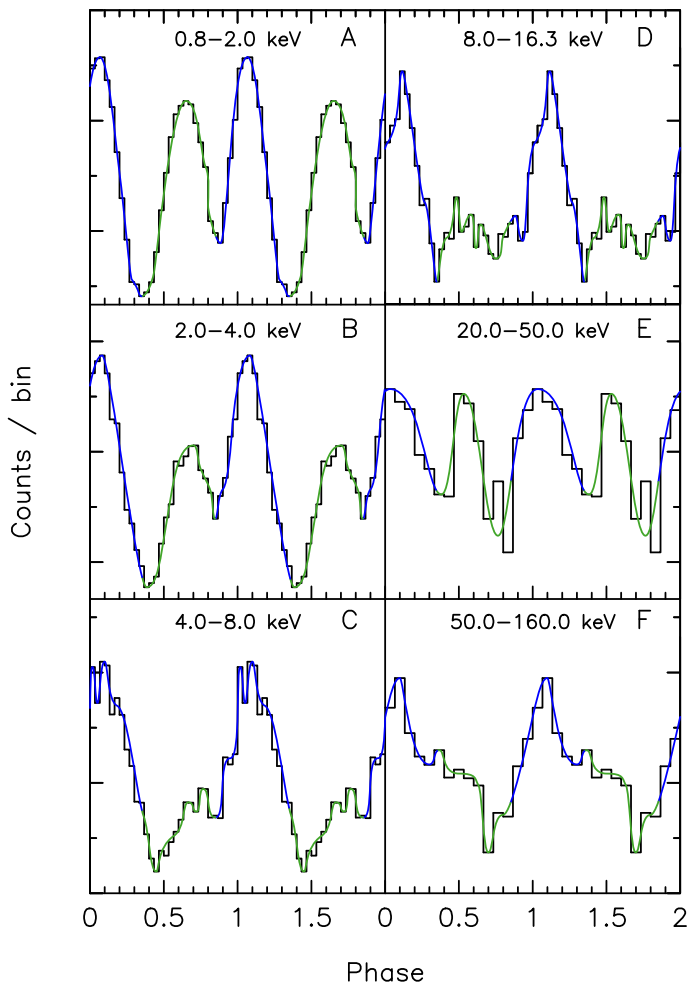 0.8–2.0 keV A
8.0–16.3 keV D
2.0–4.0 keV B
20.0–50.0 keV E
4.0–8.0 keV C
50.0–160.0 keV F
Counts / bin
0 0.5 1 1.5 0 0.5 1 1.5 2
Phase